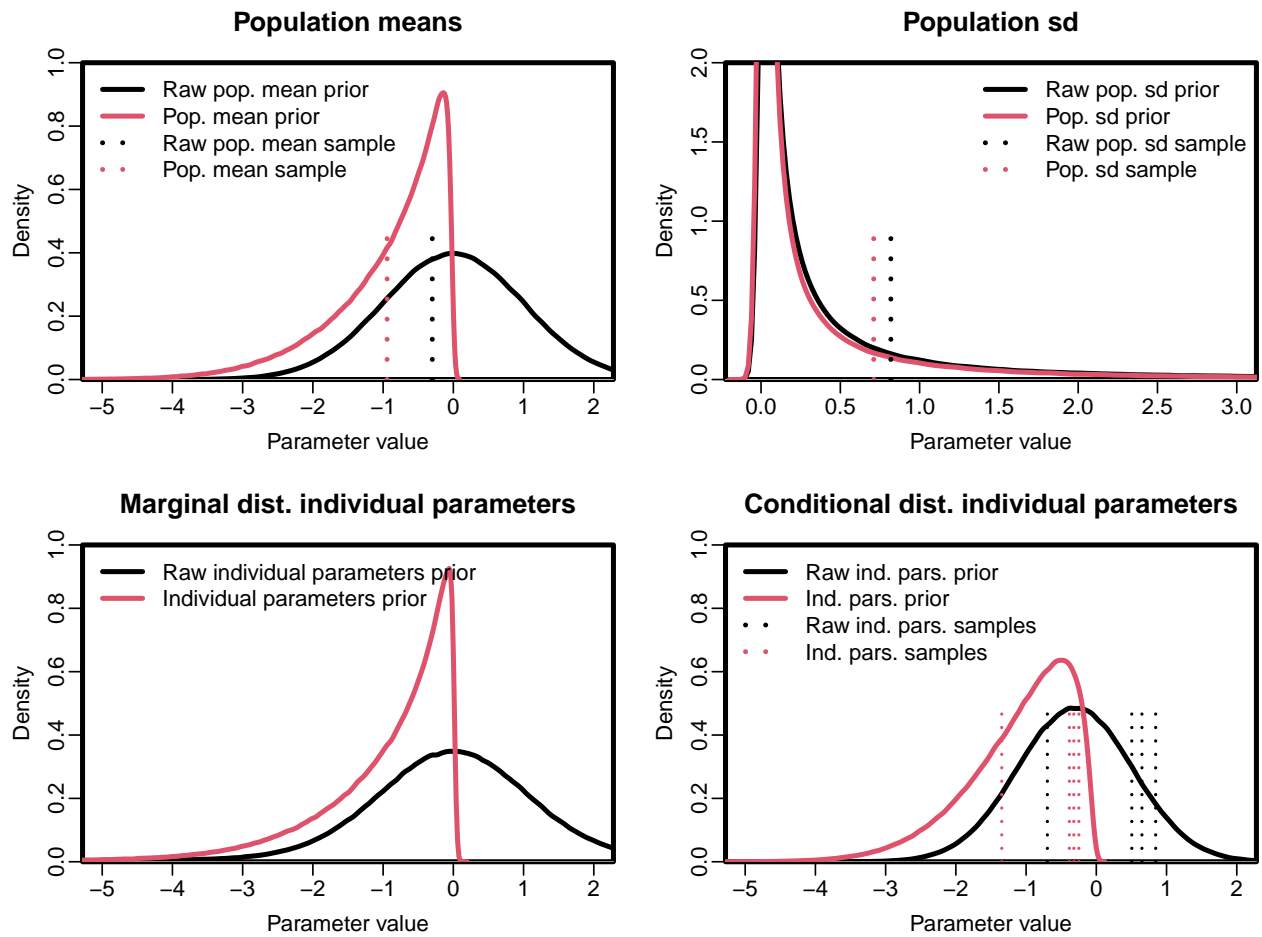 Population means
Population sd
Density
0.0 0.2 0.4 0.6 0.8 1.0
Raw pop. mean prior
Pop. mean prior
Raw pop. mean sample
Pop. mean sample
−5 −4 −3 −2 −1 0 1 2
Parameter value
Density
0.0 0.5 1.0 1.5 2.0
Raw pop. sd prior
Pop. sd prior
Raw pop. sd sample
Pop. sd sample
0.0 0.5 1.0 1.5 2.0 2.5 3.0
Parameter value
Marginal dist. individual parameters
Conditional dist. individual parameters
Density
0.0 0.2 0.4 0.6 0.8 1.0
Raw individual parameters prior
Individual parameters prior
−5 −4 −3 −2 −1 0 1 2
Parameter value
Density
0.0 0.2 0.4 0.6 0.8 1.0
Raw ind. pars. prior
Ind. pars. prior
Raw ind. pars. samples
Ind. pars. samples
−5 −4 −3 −2 −1 0 1 2
Parameter value